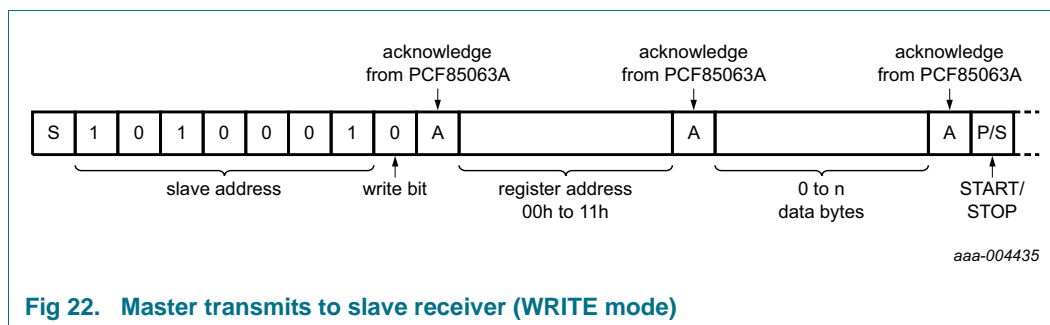 acknowledge acknowledge acknowledge
from PCF85063A from PCF85063A from PCF85063A
S 1 0 1 0 0 0 1 0 A A A P/S
slave address write bit register address 0 to n START/
00h to 11h data bytes STOP
aaa-004435
Fig 22. Master transmits to slave receiver (WRITE mode)